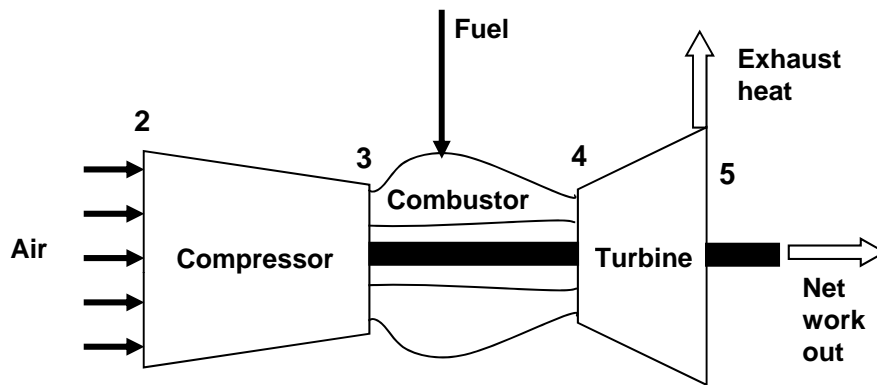 Fuel
Exhaust
heat
2
3
4
5
Combustor
Air
Compressor
Turbine
Net
work
out